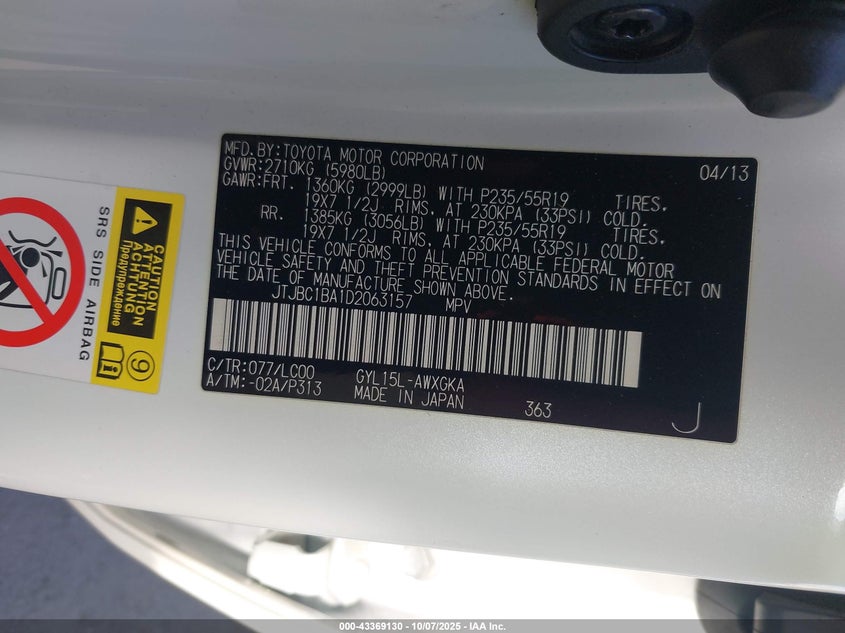 MFD.BY:TOYOTA MOTOR CORPORATION 04/13
GVWR:2710KG (5980LB)
GAWR:FRT. 1360KG (2999LB) WITH P235/55R19 TIRES.
19X7 1/2J RIMS. AT 230KPA (33PSI) COLD.
RR. 1385KG (3056LB) WITH P235/55R19 TIRES.
19X7 1/2J RIMS. AT 230KPA (33PSI) COLD.
THIS VEHICLE CONFORMS TO ALL APPLICABLE FEDERAL MOTOR
VEHICLE SAFETY AND THEFT PREVENTION STANDARDS IN EFFECT ON
THE DATE OF MANUFACTURE SHOWN ABOVE.
JTJBC1BA1D2063157 MPV
C/TR:077/LC00 GYL15L-AWXGKA
A/TM:-02A/P313 MADE IN JAPAN 363 J
SRS SIDE AIRBAG
CAUTION
ATTENTION
Предупреждение
9
000-43369130 - 10/07/2025 - IAA Inc.